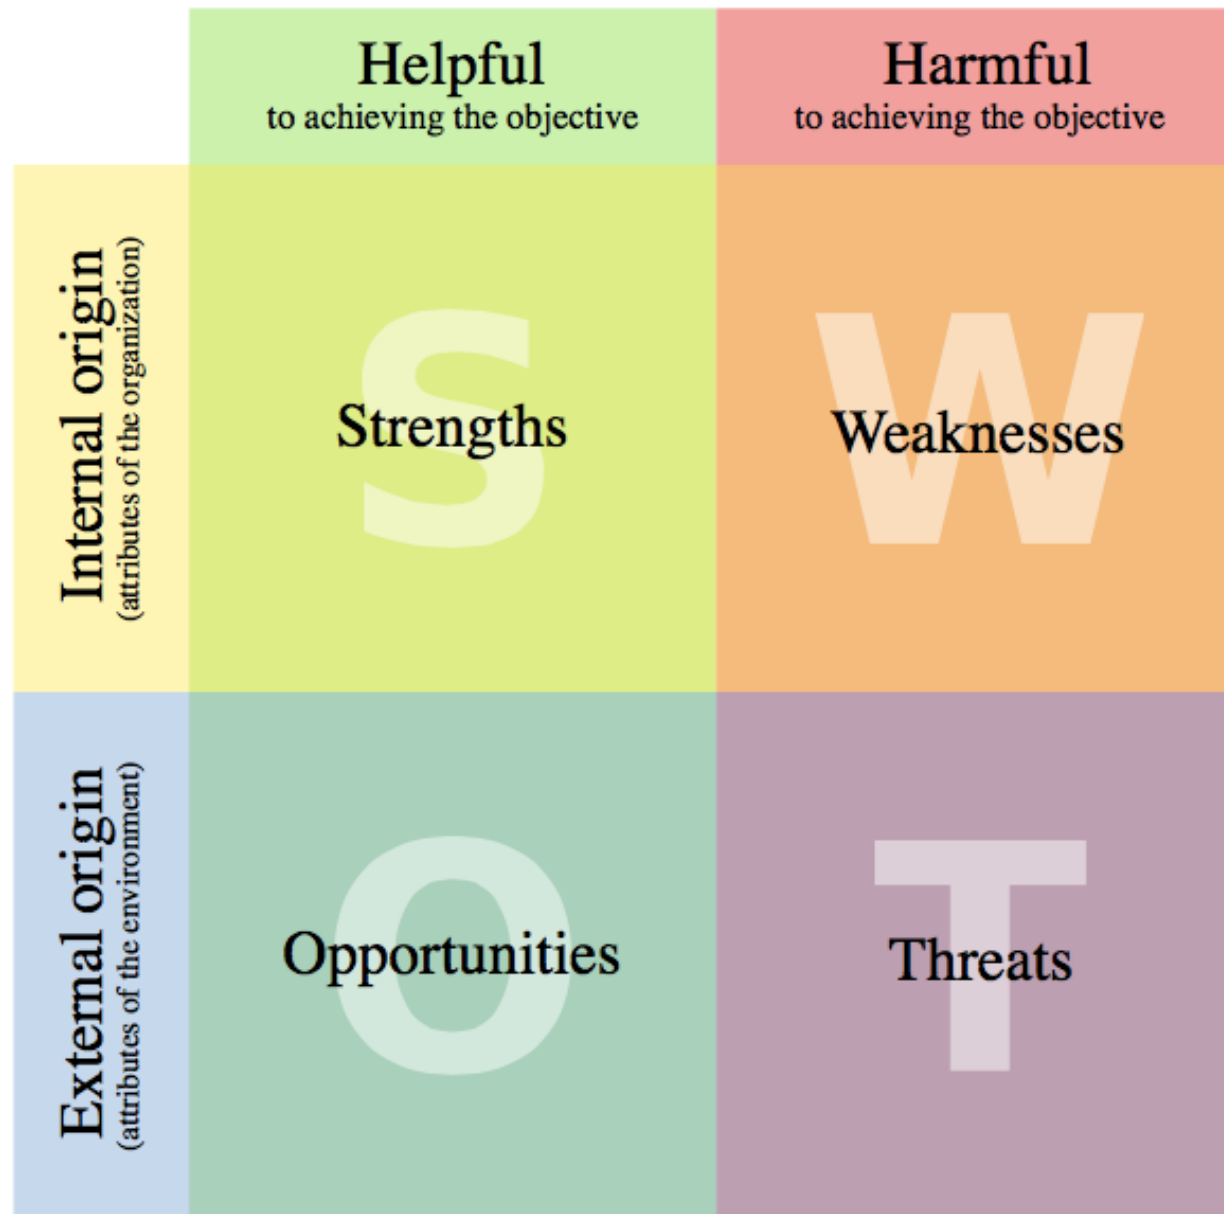 Helpful
to achieving the objective
Harmful
to achieving the objective
Internal origin
(attributes of the organization)
S
Strengths
W
Weaknesses
External origin
(attributes of the environment)
O
Opportunities
T
Threats